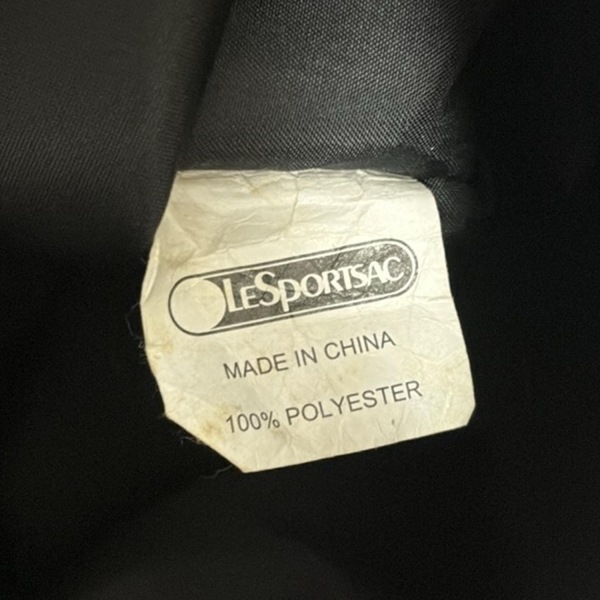 LESPORTSAC
MADE IN CHINA
100% POLYESTER